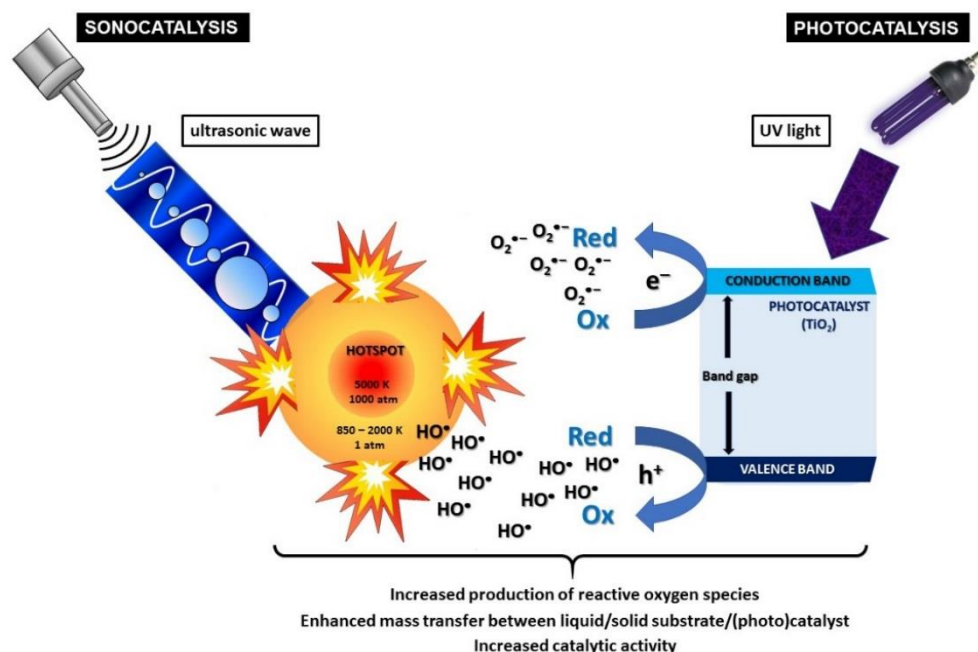 SONOCATALYSIS
PHOTOCATALYSIS
ultrasonic wave
UV light
O₂•− O₂•− Red
O₂•− O₂•−
e−
O₂•−
Ox
CONDUCTION BAND
PHOTOCATALYST
(TiO₂)
Band gap
HOTSPOT
5000 K
1000 atm
850 – 2000 K
1 atm
HO•
HO•
HO•
HO•
HO•
HO•
HO•
HO•
HO•
HO•
Red
h+
Ox
VALENCE BAND
Increased production of reactive oxygen species
Enhanced mass transfer between liquid/solid substrate/(photo)catalyst
Increased catalytic activity